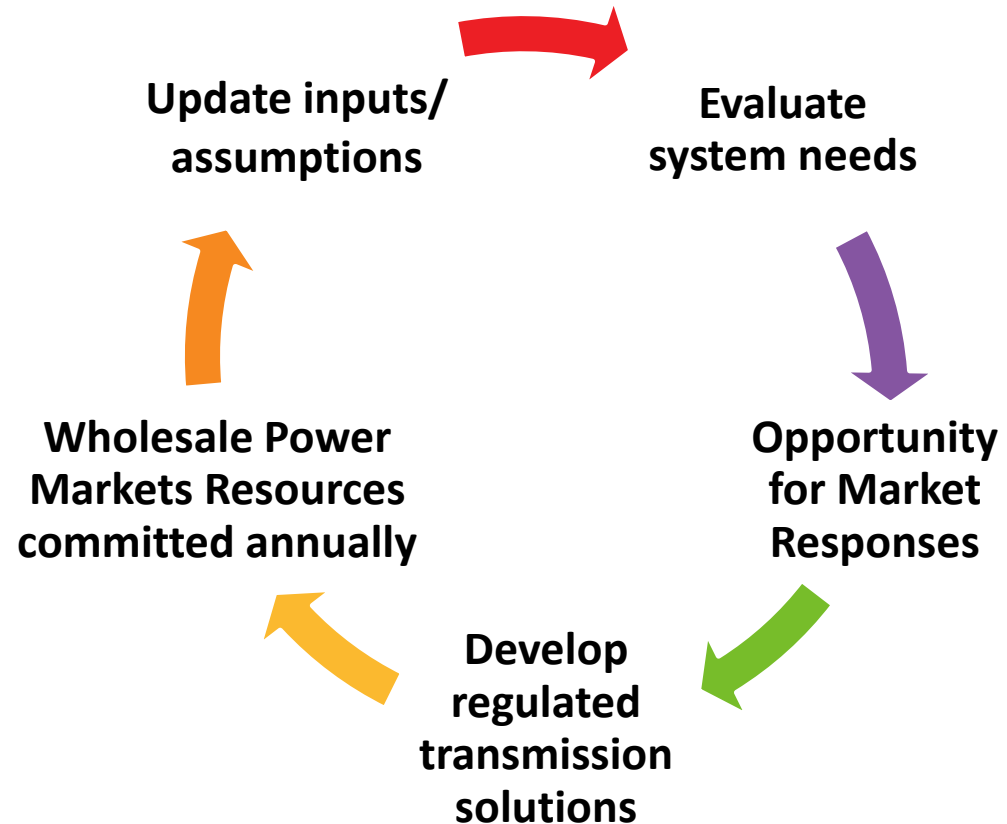 Update inputs/
assumptions
Evaluate
system needs
Opportunity
for Market
Responses
Develop
regulated
transmission
solutions
Wholesale Power
Markets Resources
committed annually